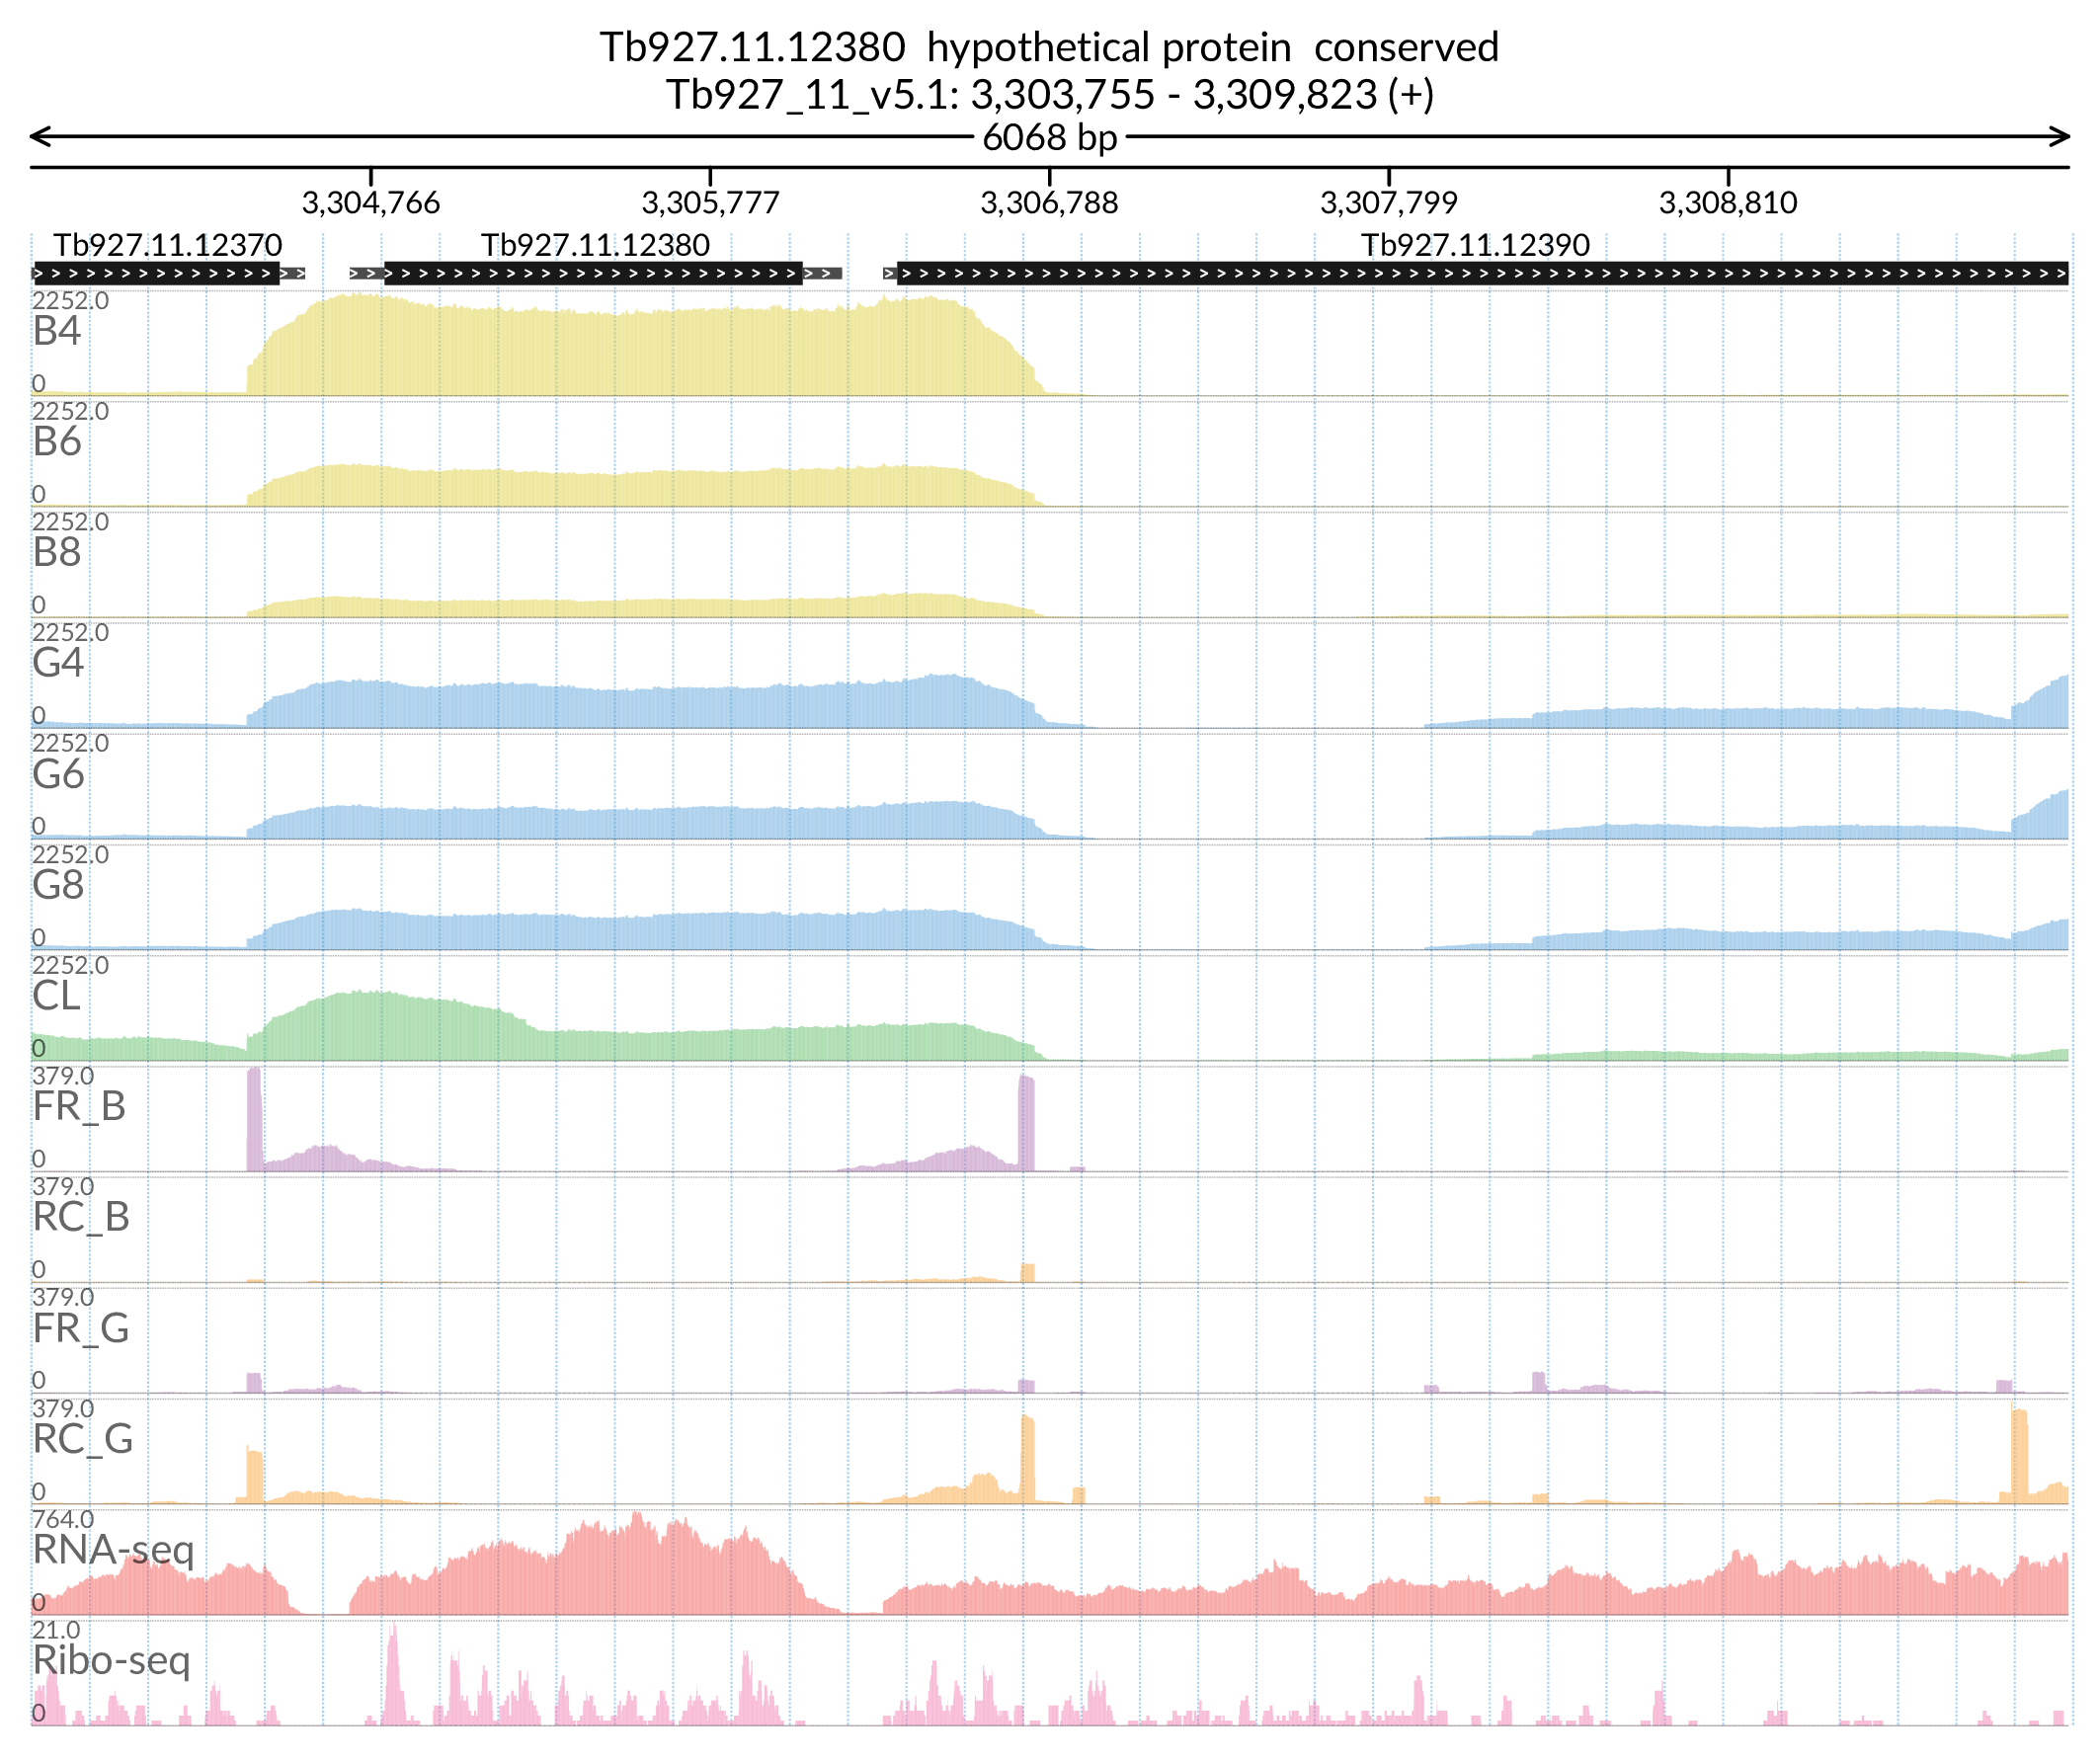 Tb927.11.12380 hypothetical protein conserved
Tb927_11_v5.1: 3,303,755 - 3,309,823 (+)
6068 bp
3,304,766 3,305,777 3,306,788 3,307,799 3,308,810
Tb927.11.12370 Tb927.11.12380 Tb927.11.12390
2252.0
B4
0
2252.0
B6
0
2252.0
B8
0
2252.0
G4
0
2252.0
G6
0
2252.0
G8
0
2252.0
CL
0
379.0
FR_B
0
379.0
RC_B
0
379.0
FR_G
0
379.0
RC_G
0
764.0
RNA-seq
0
21.0
Ribo-seq
0